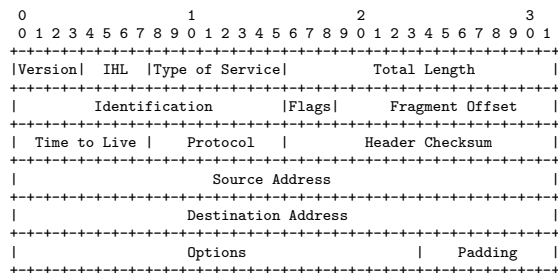 0                   1                   2                   3
 0 1 2 3 4 5 6 7 8 9 0 1 2 3 4 5 6 7 8 9 0 1 2 3 4 5 6 7 8 9 0 1
+-+-+-+-+-+-+-+-+-+-+-+-+-+-+-+-+-+-+-+-+-+-+-+-+-+-+-+-+-+-+-+-+
|Version|  IHL  |Type of Service|          Total Length         |
+-+-+-+-+-+-+-+-+-+-+-+-+-+-+-+-+-+-+-+-+-+-+-+-+-+-+-+-+-+-+-+-+
|         Identification        |Flags|     Fragment Offset     |
+-+-+-+-+-+-+-+-+-+-+-+-+-+-+-+-+-+-+-+-+-+-+-+-+-+-+-+-+-+-+-+-+
|  Time to Live |    Protocol   |        Header Checksum        |
+-+-+-+-+-+-+-+-+-+-+-+-+-+-+-+-+-+-+-+-+-+-+-+-+-+-+-+-+-+-+-+-+
|                       Source Address                          |
+-+-+-+-+-+-+-+-+-+-+-+-+-+-+-+-+-+-+-+-+-+-+-+-+-+-+-+-+-+-+-+-+
|                    Destination Address                        |
+-+-+-+-+-+-+-+-+-+-+-+-+-+-+-+-+-+-+-+-+-+-+-+-+-+-+-+-+-+-+-+-+
|                    Options                    |    Padding    |
+-+-+-+-+-+-+-+-+-+-+-+-+-+-+-+-+-+-+-+-+-+-+-+-+-+-+-+-+-+-+-+-+